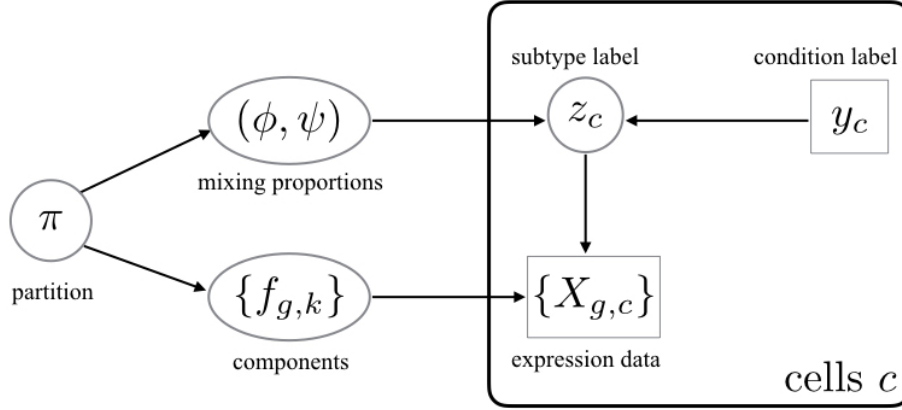 subtype label
condition label
(ϕ, ψ)
z_c
y_c
mixing proportions
π
partition
{f_{g,k}}
{X_{g,c}}
components
expression data
cells c